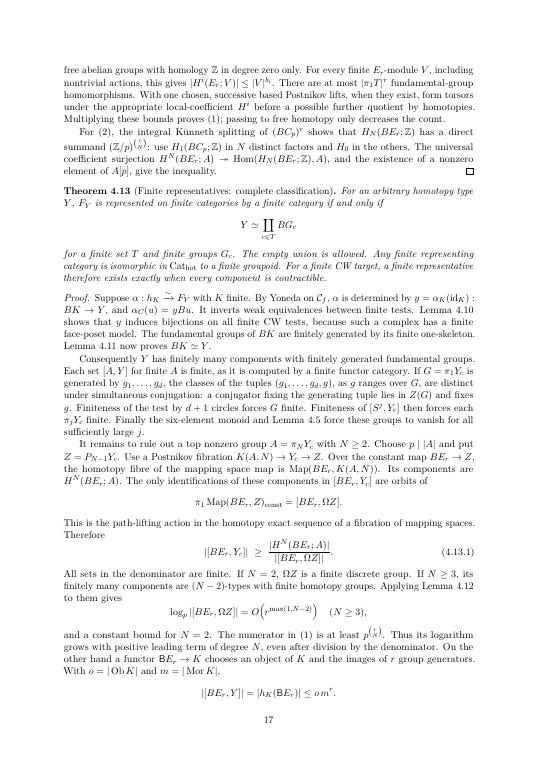 free abelian groups with homology ℤ in degree zero only. For every finite E_r-module V, including
nontrivial actions, this gives |H^i(E_r; V)| ≤ |V|^{b_i}. There are at most |π_1T|^r fundamental-group
homomorphisms. With one chosen, successive based Postnikov lifts, when they exist, form torsors
under the appropriate local-coefficient H^i before a possible further quotient by homotopies.
Multiplying these bounds proves (1); passing to free homotopy only decreases the count.
For (2), the integral Künneth splitting of (BC_p)^r shows that H_N(BE_r; ℤ) has a direct
summand (ℤ/p)^{\binom{r}{N}}: use H_1(BC_p; ℤ) in N distinct factors and H_0 in the others. The universal
coefficient surjection H^N(BE_r; A) ↠ Hom(H_N(BE_r; ℤ), A), and the existence of a nonzero
element of A[p], give the inequality. □
Theorem 4.13 (Finite representatives: complete classification). For an arbitrary homotopy type
Y, F_Y is represented on finite categories by a finite category if and only if
Y ≃ ∐_{c∈T} BG_c
for a finite set T and finite groups G_c. The empty union is allowed. Any finite representing
category is isomorphic in Cat_hot to a finite groupoid. For a finite CW target, a finite representative
therefore exists exactly when every component is contractible.
Proof. Suppose α : h_K →^∼ F_Y with K finite. By Yoneda on C_f, α is determined by y = α_K(id_K) :
BK → Y, and α_C(u) = yBu. It inverts weak equivalences between finite tests. Lemma 4.10
shows that y induces bijections on all finite CW tests, because such a complex has a finite
face-poset model. The fundamental groups of BK are finitely generated by its finite one-skeleton.
Lemma 4.11 now proves BK ≃ Y.
Consequently Y has finitely many components with finitely generated fundamental groups.
Each set [A, Y] for finite A is finite, as it is computed by a finite functor category. If G = π_1Y_c is
generated by g_1, . . . , g_d, the classes of the tuples (g_1, . . . , g_d, g), as g ranges over G, are distinct
under simultaneous conjugation: a conjugator fixing the generating tuple lies in Z(G) and fixes
g. Finiteness of the test by d + 1 circles forces G finite. Finiteness of [S^j, Y_c] then forces each
π_jY_c finite. Finally the six-element monoid and Lemma 4.5 force these groups to vanish for all
sufficiently large j.
It remains to rule out a top nonzero group A = π_NY_c with N ≥ 2. Choose p | |A| and put
Z = P_{N−1}Y_c. Use a Postnikov fibration K(A, N) → Y_c → Z. Over the constant map BE_r → Z,
the homotopy fibre of the mapping space map is Map(BE_r, K(A, N)). Its components are
H^N(BE_r; A). The only identifications of these components in [BE_r, Y_c] are orbits of
π_1 Map(BE_r, Z)_const = [BE_r, ΩZ].
This is the path-lifting action in the homotopy exact sequence of a fibration of mapping spaces.
Therefore
|[BE_r, Y_c]| ≥ |H^N(BE_r; A)| / |[BE_r, ΩZ]|. (4.13.1)
All sets in the denominator are finite. If N = 2, ΩZ is a finite discrete group. If N ≥ 3, its
finitely many components are (N − 2)-types with finite homotopy groups. Applying Lemma 4.12
to them gives
log_p |[BE_r, ΩZ]| = O(r^{max(1,N−2)}) (N ≥ 3),
and a constant bound for N = 2. The numerator in (1) is at least p^{\binom{r}{N}}. Thus its logarithm
grows with positive leading term of degree N, even after division by the denominator. On the
other hand a functor BE_r → K chooses an object of K and the images of r group generators.
With o = | Ob K| and m = | Mor K|,
|[BE_r, Y]| = |h_K(BE_r)| ≤ o m^r.
17